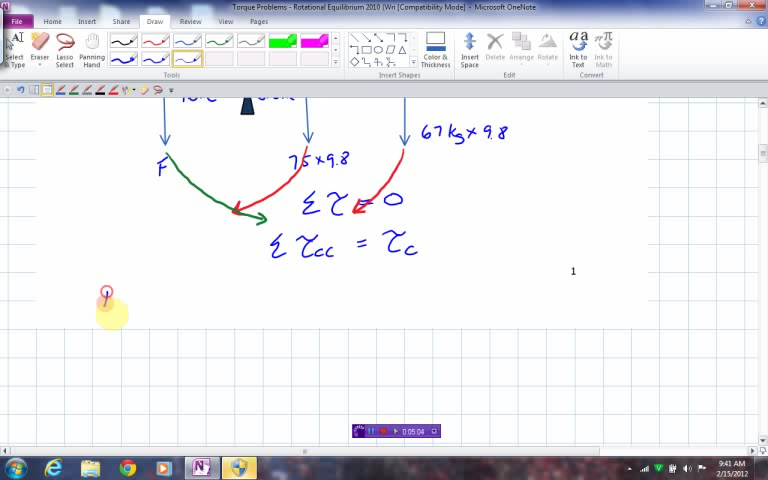 Torque Problems - Rotational Equilibrium 2010 (Wri [Compatibility Mode] - Microsoft OneNote
File Home Insert Share Draw Review View Pages
Select & Type Eraser Lasso Select Panning Hand Color & Thickness Insert Space Delete Arrange Rotate Ink to Text Ink to Math
Tools Insert Shapes Edit Convert
67 kg x 9.8
F 75 x 9.8
Σ τ = 0
Σ τcc = τc
1
0:05:04
9:41 AM
2/15/2012